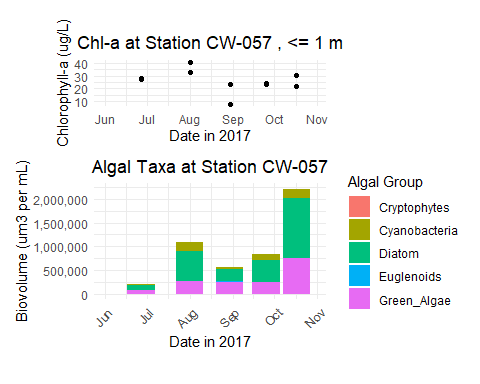 Chl-a at Station CW-057 , <= 1 m
Chlorophyll-a (ug/L)
40
30
20
10
Jun Jul Aug Sep Oct Nov
Date in 2017
Algal Taxa at Station CW-057
Biovolume (um3 per mL)
2,000,000
1,500,000
1,000,000
500,000
0
Jun Jul Aug Sep Oct Nov
Date in 2017
Algal Group
Cryptophytes
Cyanobacteria
Diatom
Euglenoids
Green_Algae